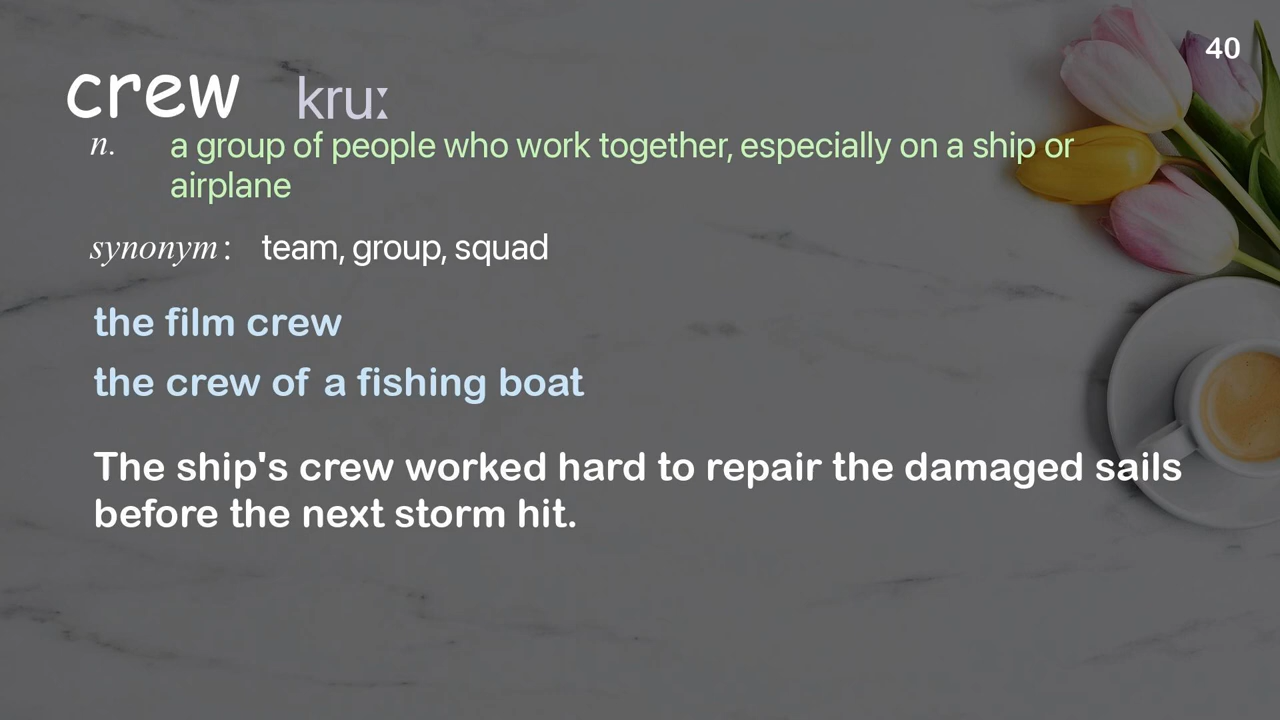 40
crew kruː
n. a group of people who work together, especially on a ship or
airplane
synonym: team, group, squad
the film crew
the crew of a fishing boat
The ship's crew worked hard to repair the damaged sails
before the next storm hit.